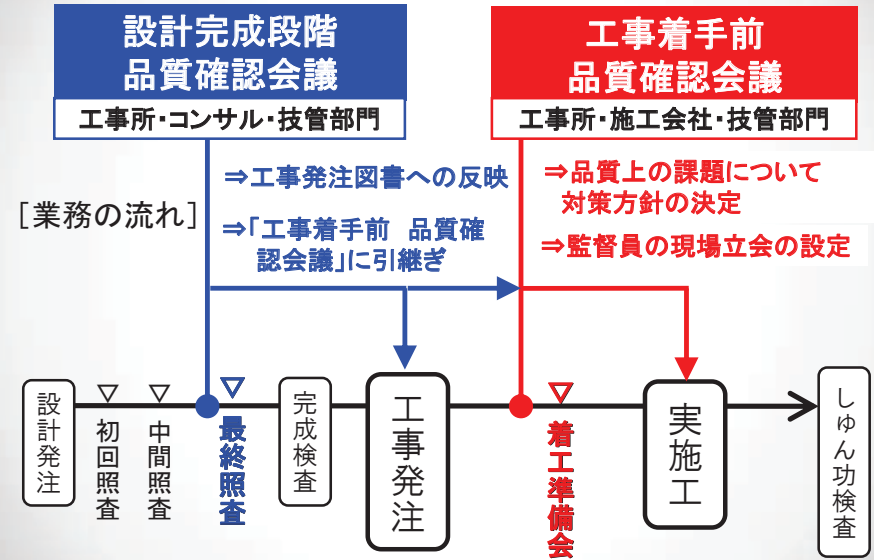 設計完成段階
品質確認会議
工事所・コンサル・技管部門
工事着手前
品質確認会議
工事所・施工会社・技管部門
⇒工事発注図書への反映
⇒「工事着手前　品質確
認会議」に引継ぎ
⇒品質上の課題について
対策方針の決定
⇒監督員の現場立会の設定
[業務の流れ]
設計発注
▽初回照査
▽中間照査
▽最終照査
完成検査
工事発注
▽着工準備会
実施工
しゅん功検査